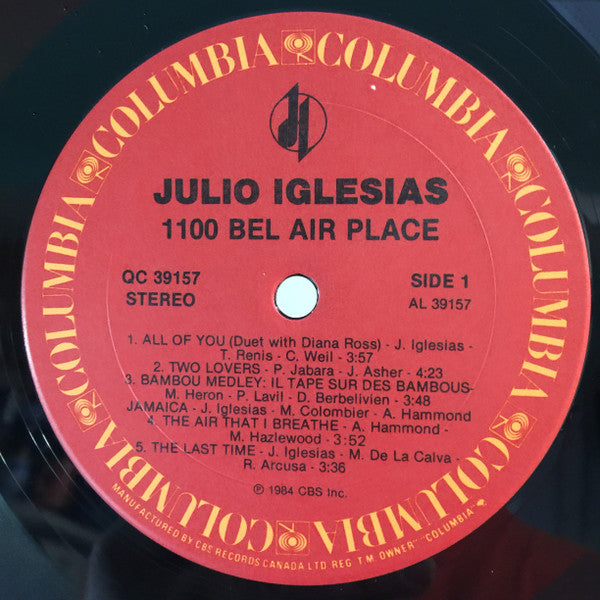 COLUMBIA COLUMBIA COLUMBIA COLUMBIA COLUMBIA COLUMBIA COLUMBIA COLUMBIA
JULIO IGLESIAS
1100 BEL AIR PLACE
QC 39157 SIDE 1
STEREO AL 39157
1. ALL OF YOU (Duet with Diana Ross) - J. Iglesias -
T. Renis - C. Weil - 3:57
2. TWO LOVERS - P. Jabara - J. Asher - 4:23
3. BAMBOU MEDLEY: IL TAPE SUR DES BAMBOUS-
M. Heron - P. Lavil - D. Berbelivien - 3:48
JAMAICA - J. Iglesias - M. Colombier - A. Hammond
4. THE AIR THAT I BREATHE - A. Hammond -
M. Hazlewood - 3:52
5. THE LAST TIME - J. Iglesias - M. De La Calva -
R. Arcusa - 3:36
℗ 1984 CBS Inc.
MANUFACTURED BY CBS RECORDS CANADA LTD REG T M OWNER "COLUMBIA"